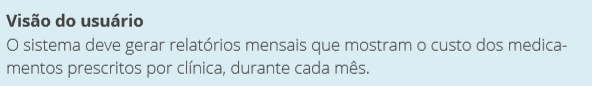 Visão do usuário
O sistema deve gerar relatórios mensais que mostram o custo dos medica-
mentos prescritos por clínica, durante cada mês.